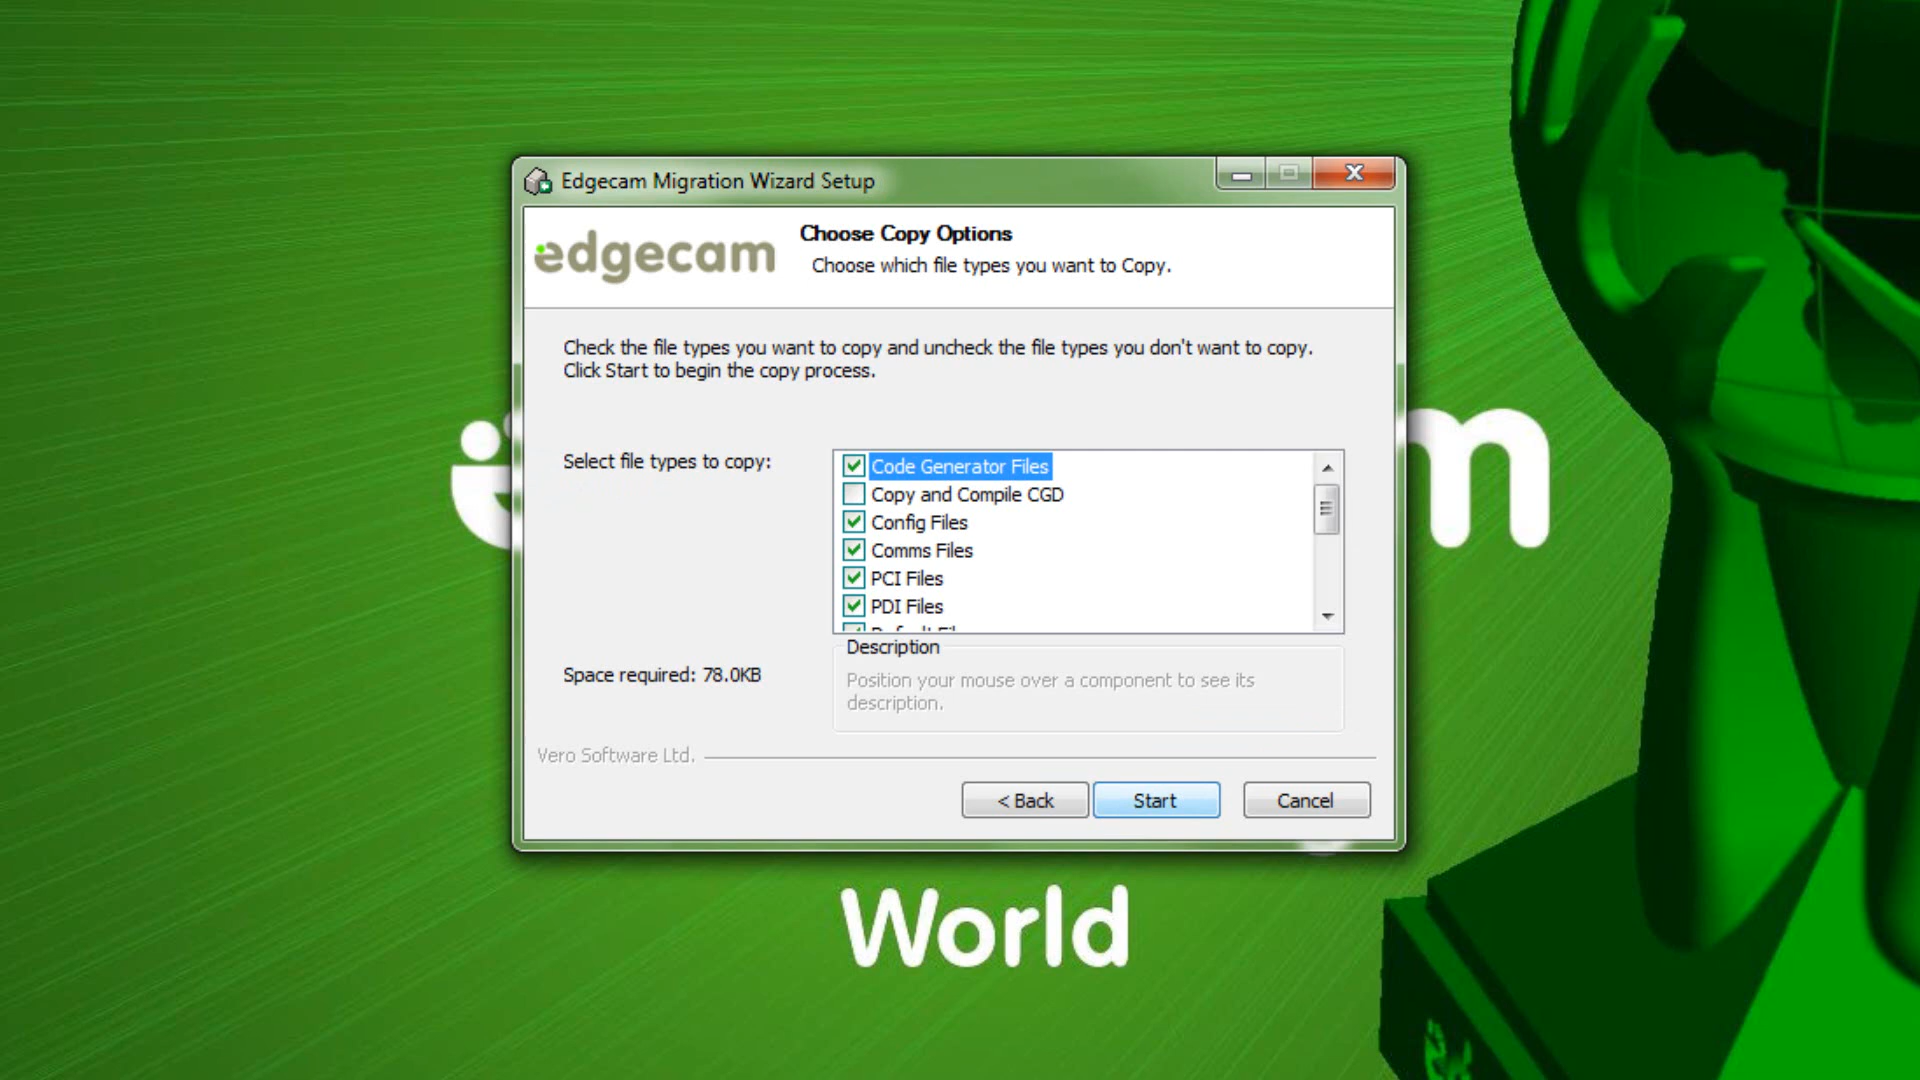 Edgecam Migration Wizard Setup
edgecam
Choose Copy Options
Choose which file types you want to Copy.
Check the file types you want to copy and uncheck the file types you don't want to copy.
Click Start to begin the copy process.
Select file types to copy:
Code Generator Files
Copy and Compile CGD
Config Files
Comms Files
PCI Files
PDI Files
Space required: 78.0KB
Description
Position your mouse over a component to see its
description.
Vero Software Ltd.
< Back
Start
Cancel
m
World